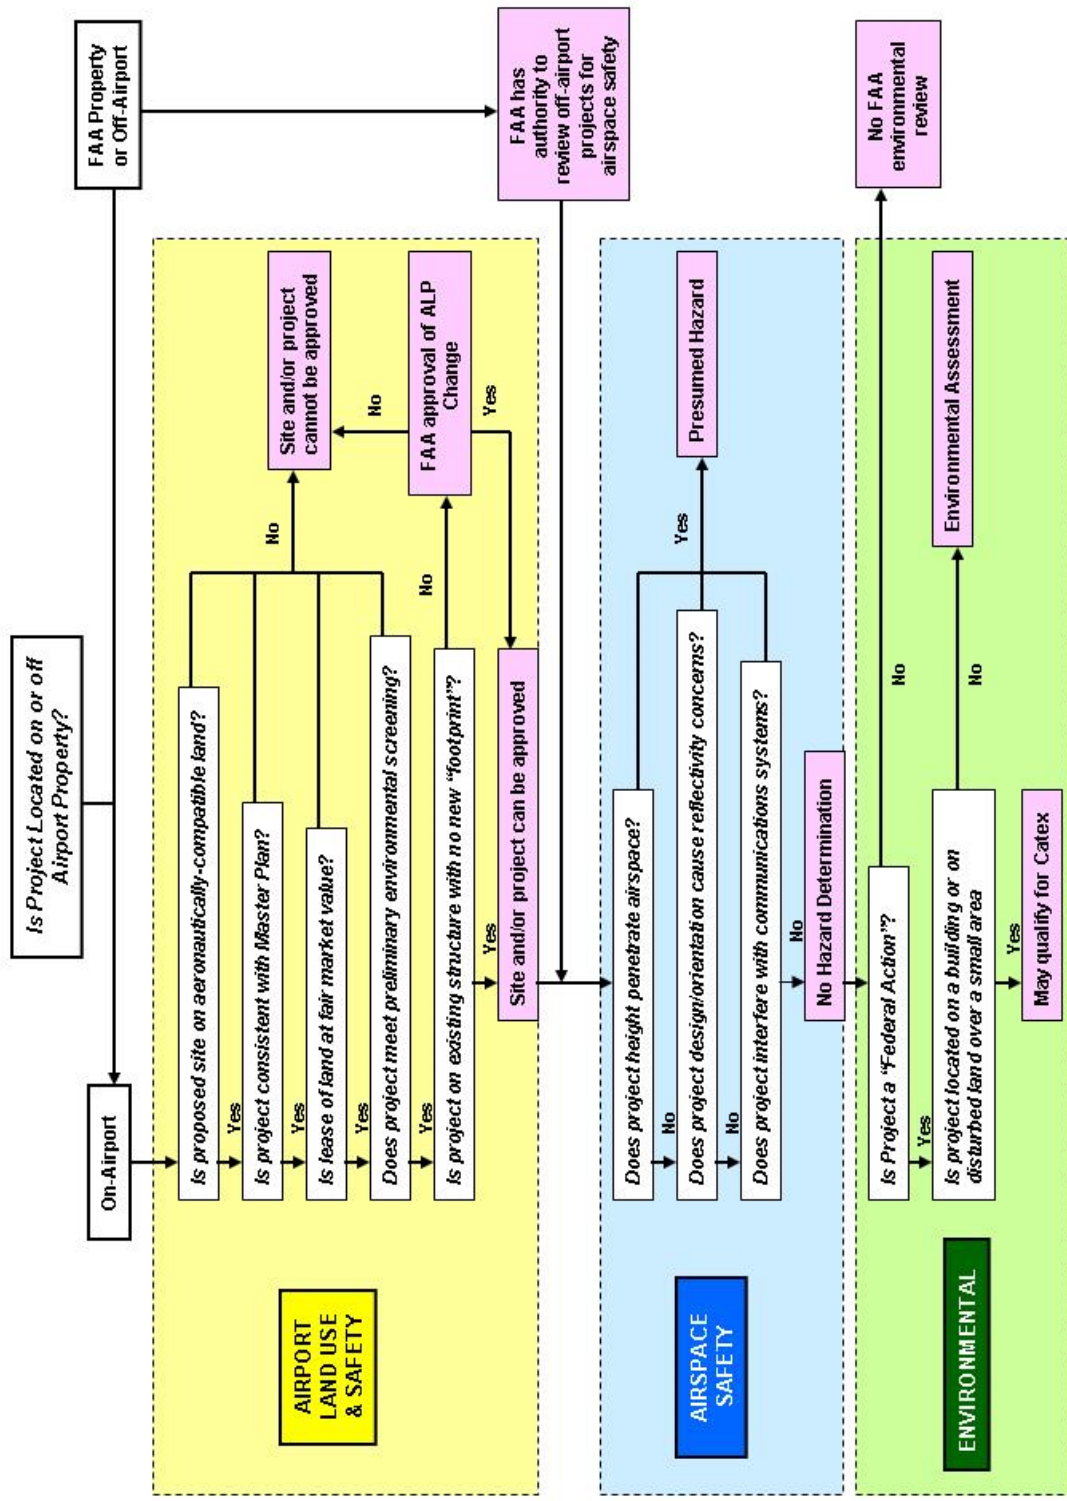 Is Project Located on or off
Airport Property?
On-Airport
FAA Property
or Off-Airport
AIRPORT
LAND USE
& SAFETY
Is proposed site on aeronautically-compatible land?
Yes
Is project consistent with Master Plan?
Yes
Is lease of land at fair market value?
Yes
Does project meet preliminary environmental screening?
Yes
Is project on existing structure with no new "footprint"?
Yes
No
Site and/or project
cannot be approved
No
No
FAA approval of ALP
Change
Yes
Site and/or project can be approved
FAA has
authority to
review off-airport
projects for
airspace safety
AIRSPACE
SAFETY
Does project height penetrate airspace?
No
Does project design/orientation cause reflectivity concerns?
No
Does project interfere with communications systems?
Yes
Presumed Hazard
No
No Hazard Determination
ENVIRONMENTAL
Is Project a "Federal Action"?
No
No FAA
environmental
review
Yes
Is project located on a building or on
disturbed land over a small area
No
Environmental Assessment
Yes
May qualify for Catex